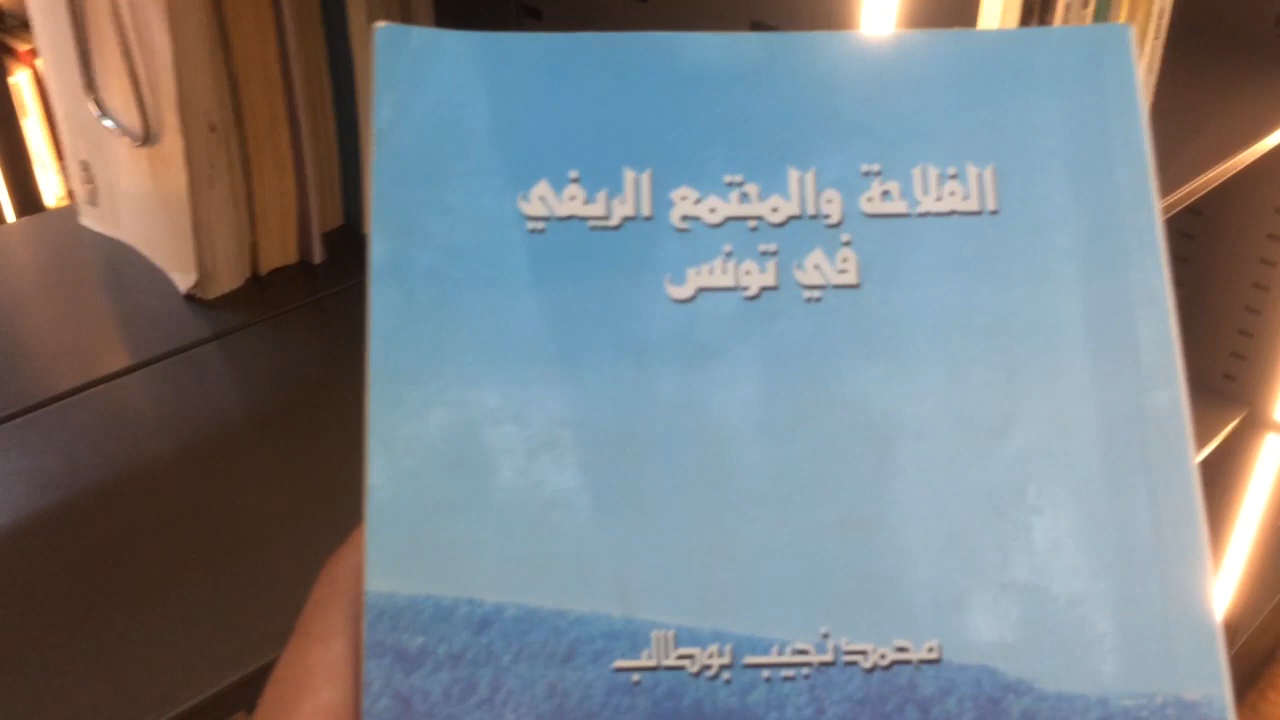 الفلاحة والمجتمع الريفي
في تونس
محمد نجيب بوطالب